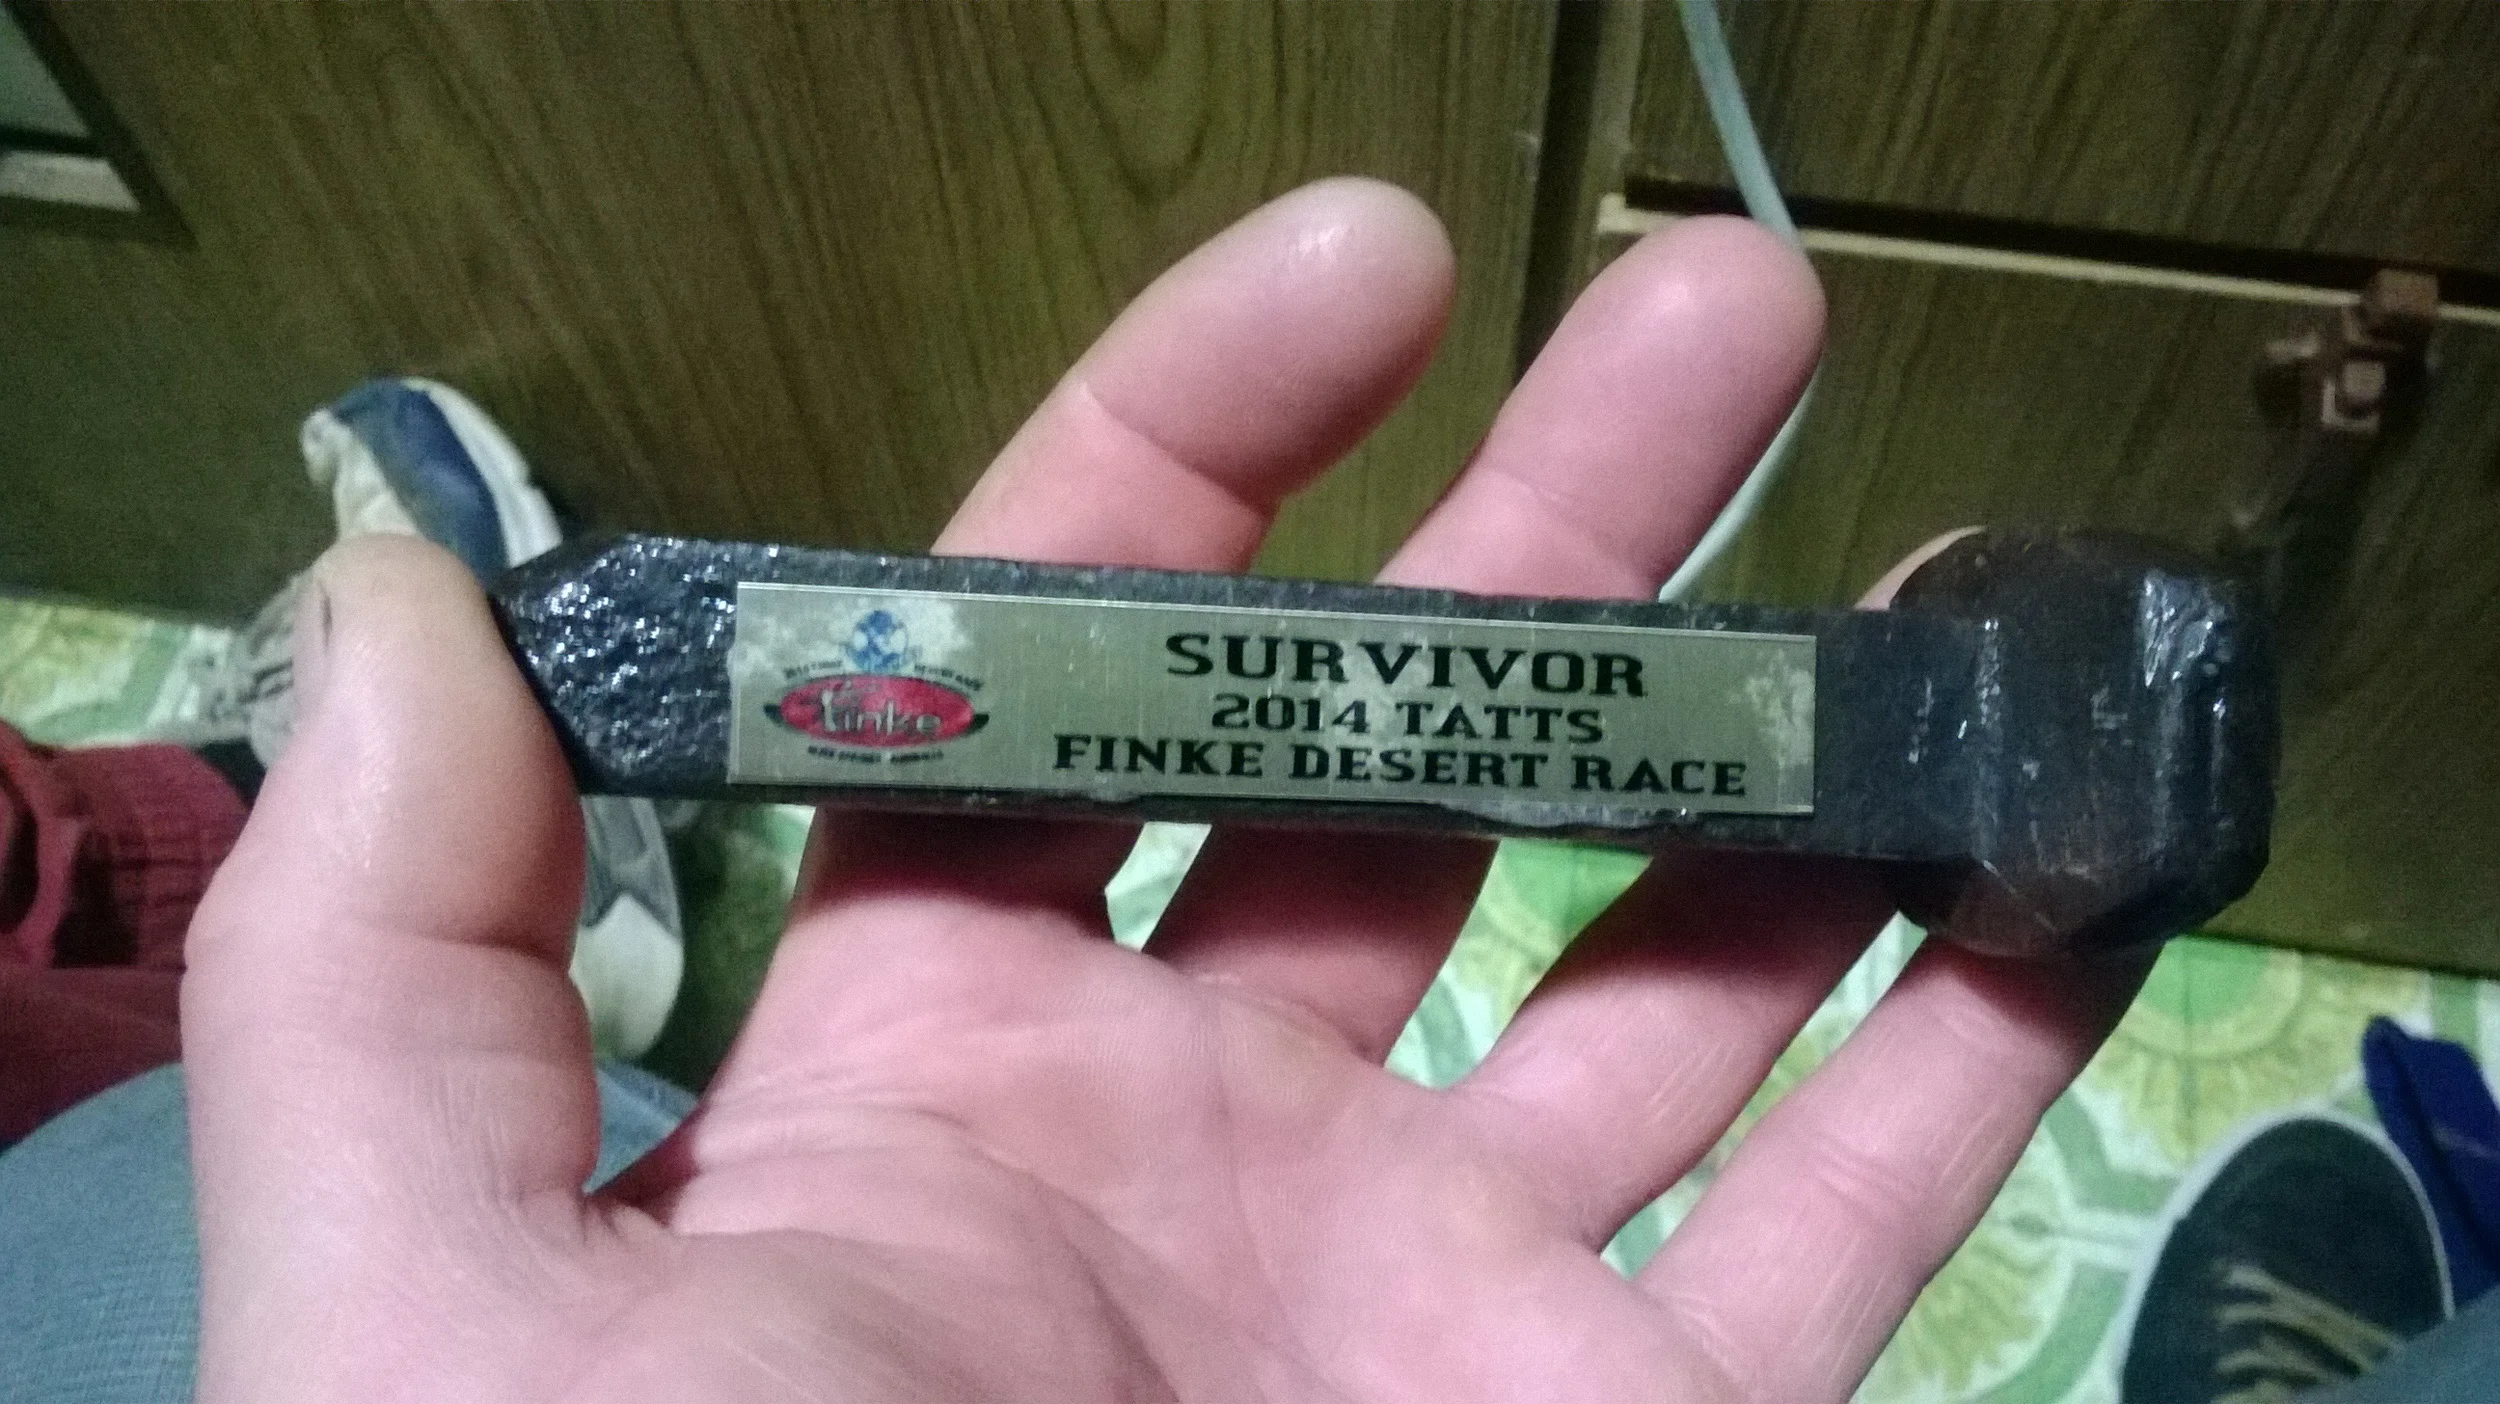 Finke
SURVIVOR
2014 TATTS
FINKE DESERT RACE